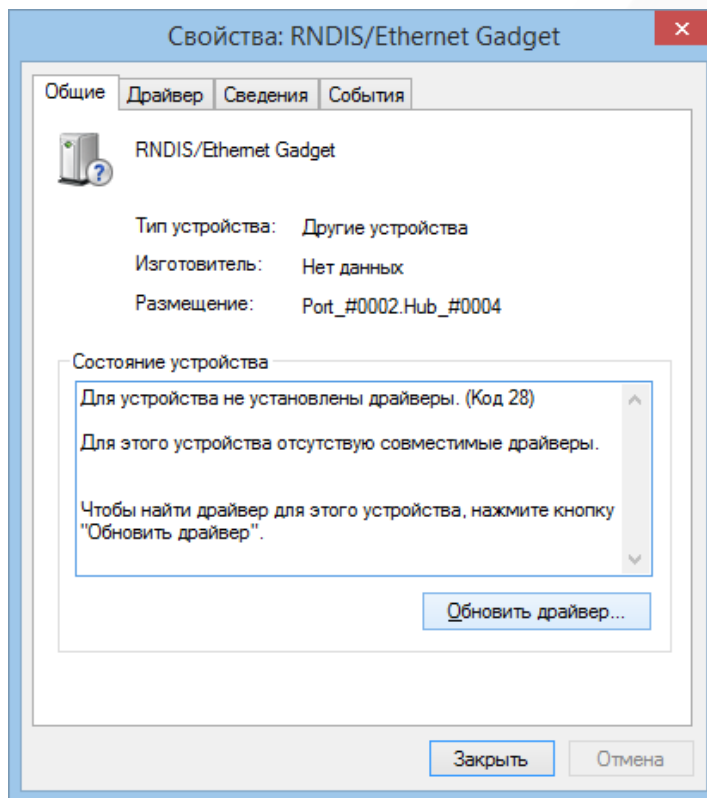 Свойства: RNDIS/Ethernet Gadget
Общие Драйвер Сведения События
RNDIS/Ethernet Gadget
Тип устройства: Другие устройства
Изготовитель: Нет данных
Размещение: Port_#0002.Hub_#0004
Состояние устройства
Для устройства не установлены драйверы. (Код 28)
Для этого устройства отсутствую совместимые драйверы.
Чтобы найти драйвер для этого устройства, нажмите кнопку
"Обновить драйвер".
Обновить драйвер...
Закрыть Отмена